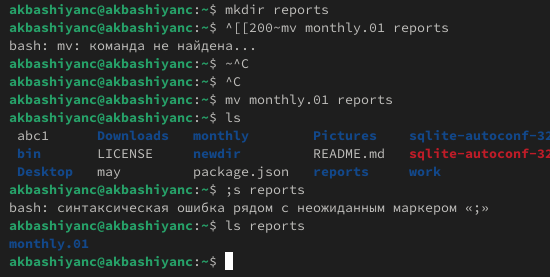 akbashiyanc@akbashiyanc:~$ mkdir reports
akbashiyanc@akbashiyanc:~$ ^[[200~mv monthly.01 reports
bash: mv: команда не найдена...
akbashiyanc@akbashiyanc:~$ ~^C
akbashiyanc@akbashiyanc:~$ ^C
akbashiyanc@akbashiyanc:~$ mv monthly.01 reports
akbashiyanc@akbashiyanc:~$ ls
abc1 Downloads monthly Pictures sqlite-autoconf-32
bin LICENSE newdir README.md sqlite-autoconf-32
Desktop may package.json reports work
akbashiyanc@akbashiyanc:~$ ;s reports
bash: синтаксическая ошибка рядом с неожиданным маркером «;»
akbashiyanc@akbashiyanc:~$ ls reports
monthly.01
akbashiyanc@akbashiyanc:~$